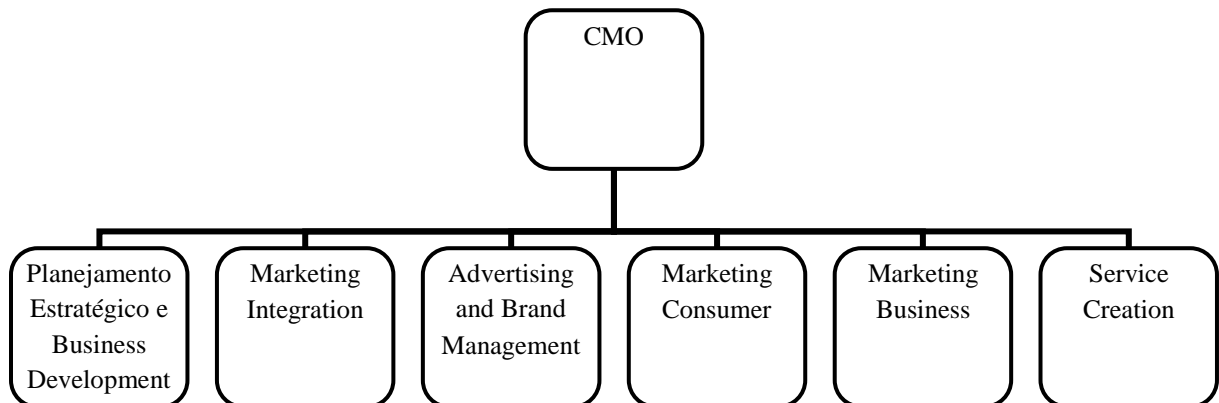 CMO
Planejamento
Estratégico e
Business
Development
Marketing
Integration
Advertising
and Brand
Management
Marketing
Consumer
Marketing
Business
Service
Creation